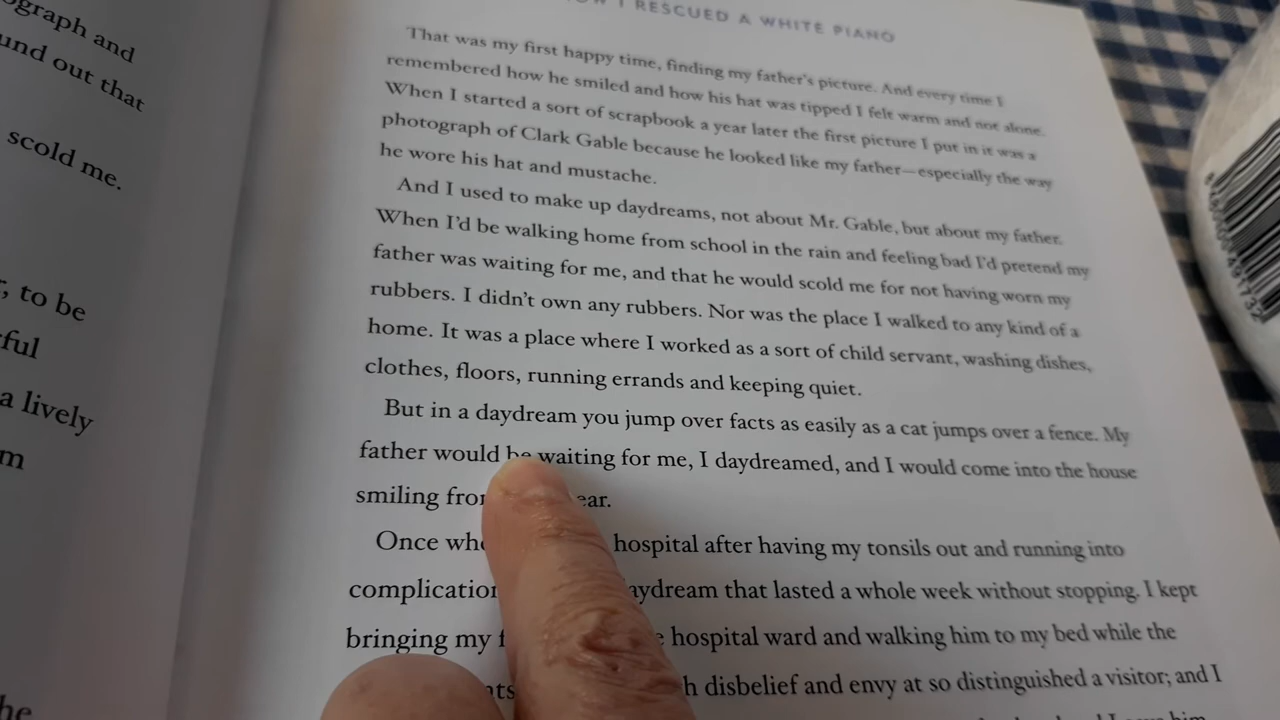 ograph and
und out that
scold me.
to be
a lively
I RESCUED A WHITE PIANO
That was my first happy time, finding my father's picture. And every time I
remembered how he smiled and how his hat was tipped I felt warm and not alone.
When I started a sort of scrapbook a year later the first picture I put in it was a
photograph of Clark Gable because he looked like my father—especially the way
he wore his hat and mustache.
And I used to make up daydreams, not about Mr. Gable, but about my father.
When I'd be walking home from school in the rain and feeling bad I'd pretend my
father was waiting for me, and that he would scold me for not having worn my
rubbers. I didn't own any rubbers. Nor was the place I walked to any kind of a
home. It was a place where I worked as a sort of child servant, washing dishes,
clothes, floors, running errands and keeping quiet.
But in a daydream you jump over facts as easily as a cat jumps over a fence. My
father would be waiting for me, I daydreamed, and I would come into the house
smiling ear.
Once hospital after having my tonsils out and running into
daydream that lasted a whole week without stopping. I kept
bringing my hospital ward and walking him to my bed while the
disbelief and envy at so distinguished a visitor; and I
him